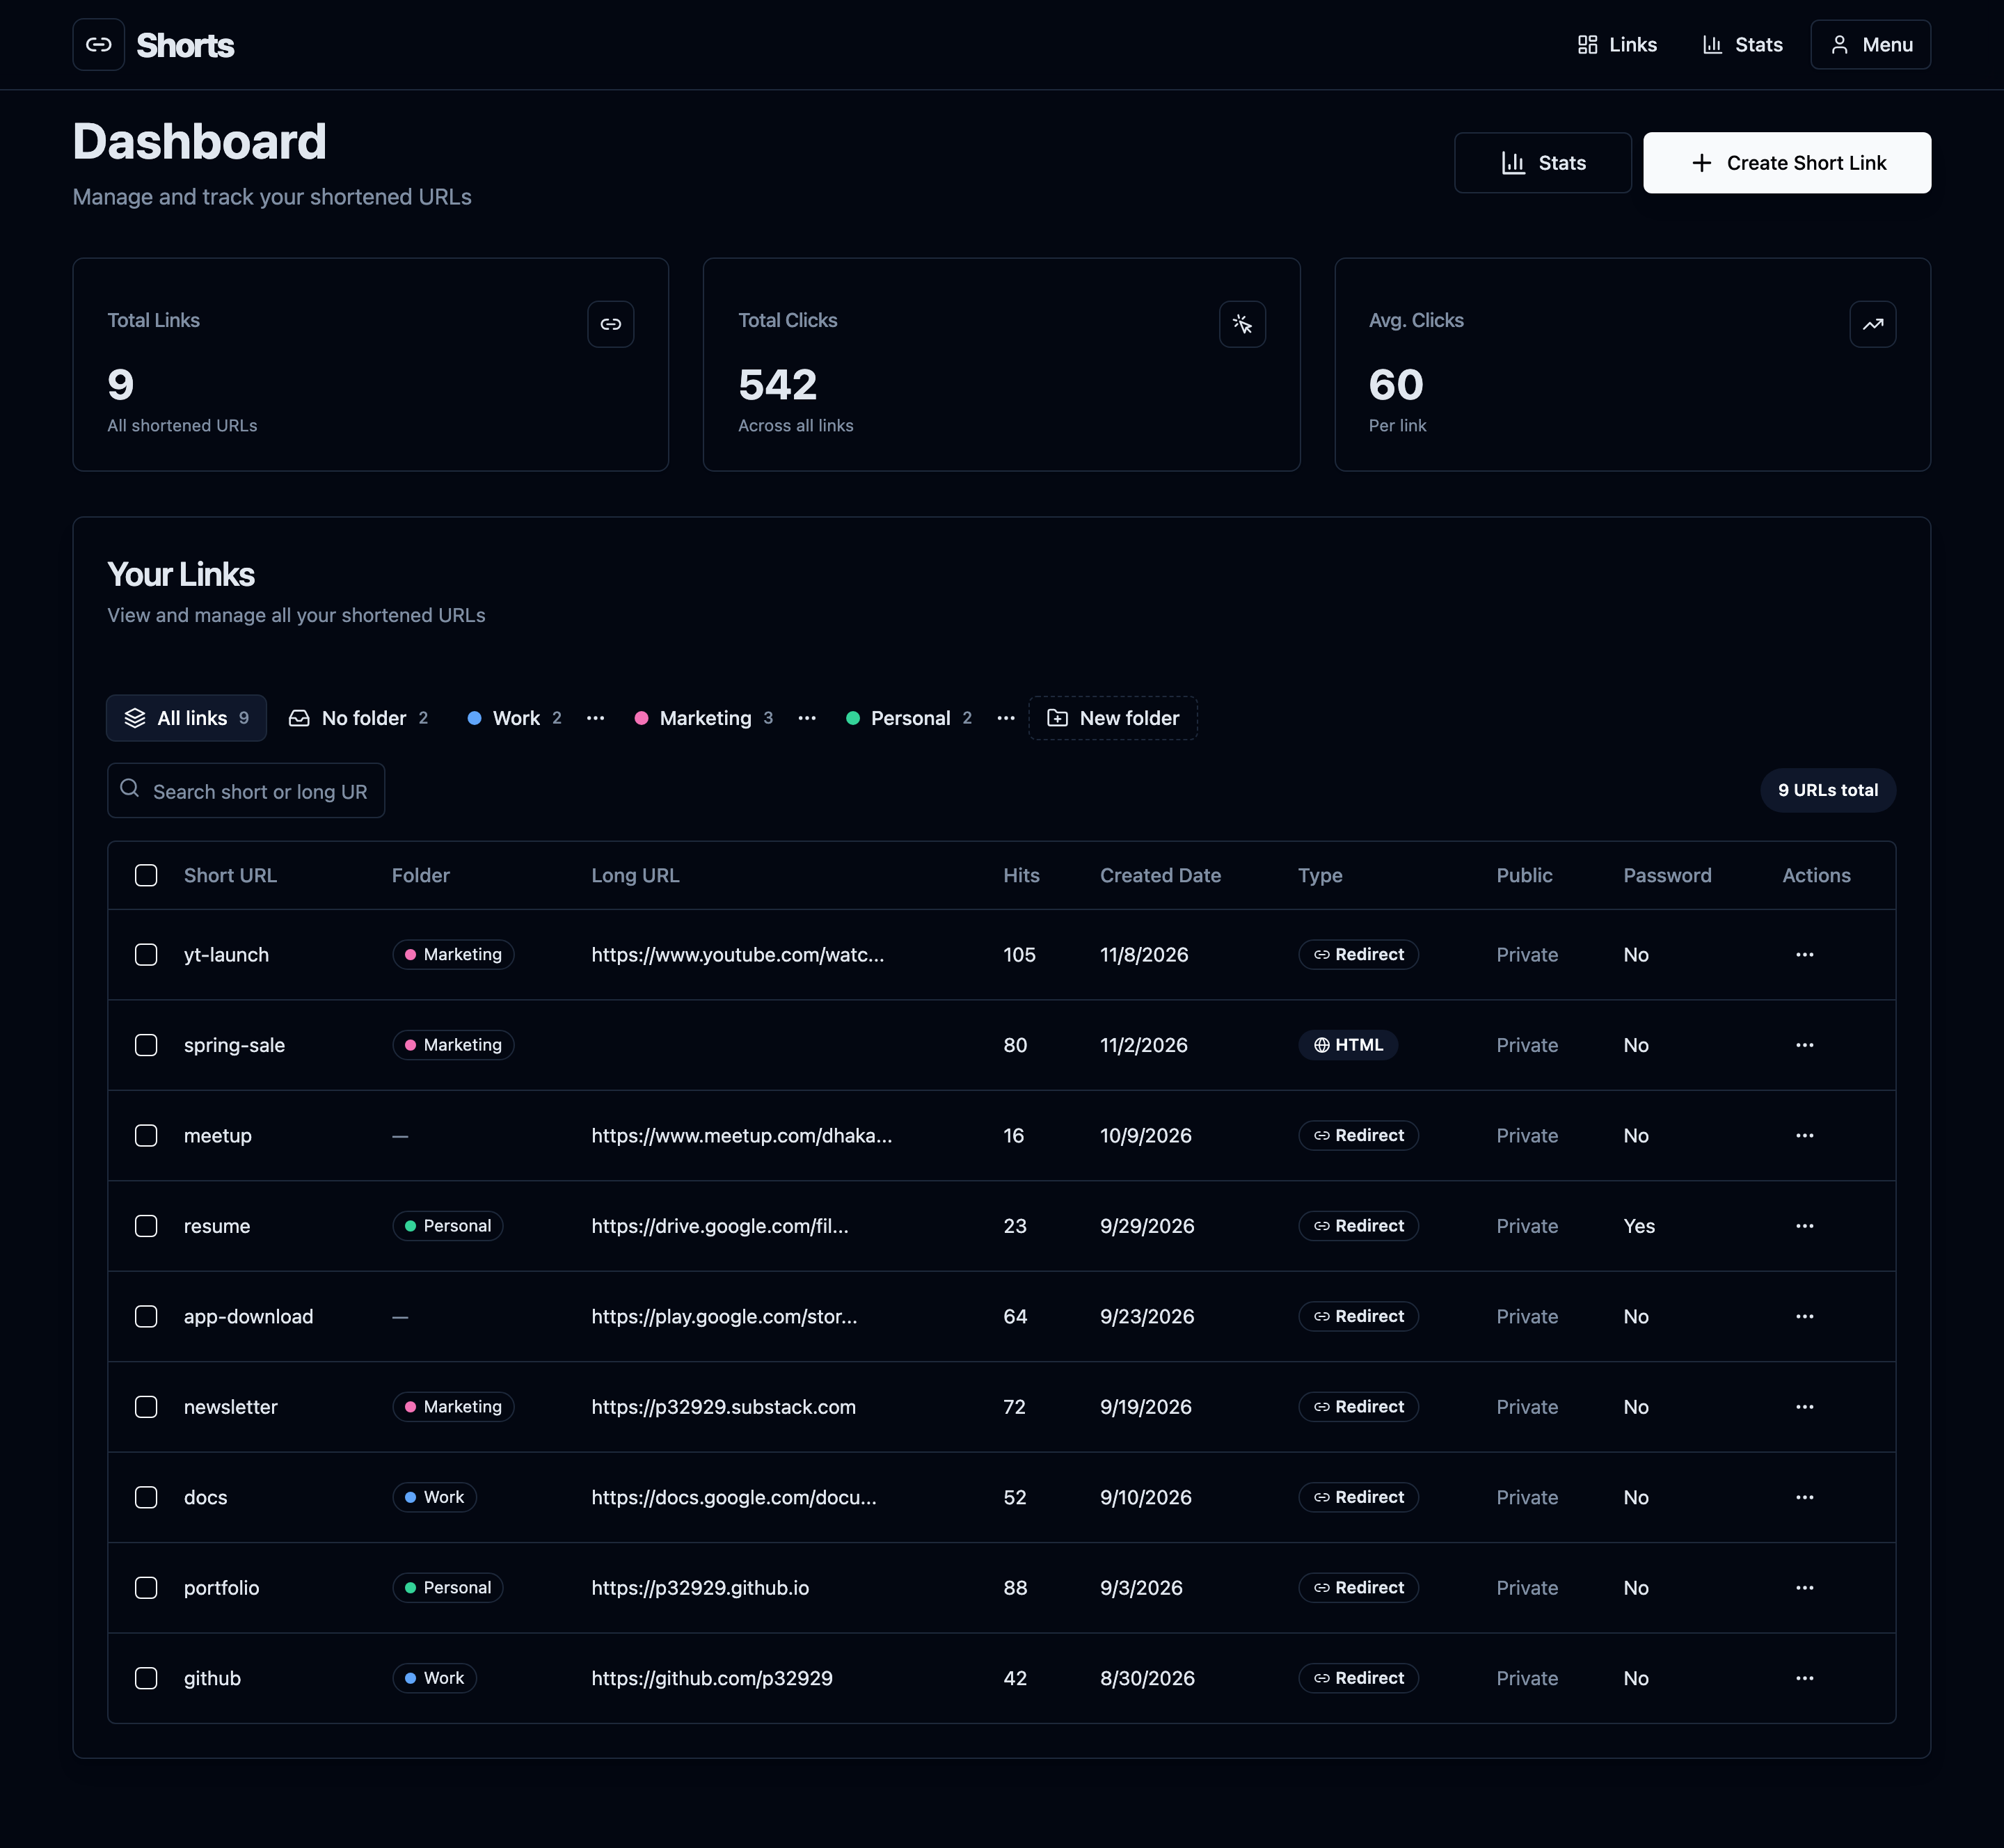 Shorts
Links Stats Menu
Dashboard
Manage and track your shortened URLs
Stats Create Short Link
Total Links
9
All shortened URLs
Total Clicks
542
Across all links
Avg. Clicks
60
Per link
Your Links
View and manage all your shortened URLs
All links 9 No folder 2 Work 2 ··· Marketing 3 ··· Personal 2 ··· New folder
Search short or long UR
9 URLs total
Short URL Folder Long URL Hits Created Date Type Public Password Actions
yt-launch Marketing https://www.youtube.com/watc... 105 11/8/2026 Redirect Private No ···
spring-sale Marketing 80 11/2/2026 HTML Private No ···
meetup — https://www.meetup.com/dhaka... 16 10/9/2026 Redirect Private No ···
resume Personal https://drive.google.com/fil... 23 9/29/2026 Redirect Private Yes ···
app-download — https://play.google.com/stor... 64 9/23/2026 Redirect Private No ···
newsletter Marketing https://p32929.substack.com 72 9/19/2026 Redirect Private No ···
docs Work https://docs.google.com/docu... 52 9/10/2026 Redirect Private No ···
portfolio Personal https://p32929.github.io 88 9/3/2026 Redirect Private No ···
github Work https://github.com/p32929 42 8/30/2026 Redirect Private No ···